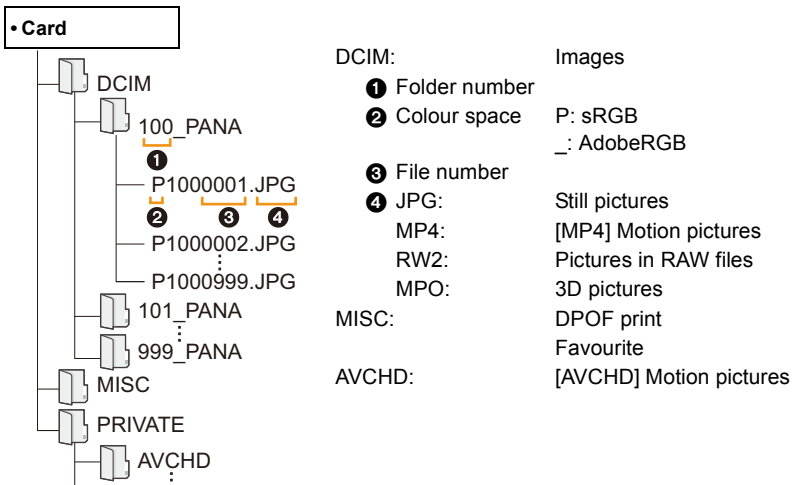 • Card
DCIM
100_PANA
❶
P1000001.JPG
❷ ❸ ❹
P1000002.JPG
P1000999.JPG
101_PANA
999_PANA
MISC
PRIVATE
AVCHD
DCIM: Images
❶ Folder number
❷ Colour space P: sRGB
_: AdobeRGB
❸ File number
❹ JPG: Still pictures
MP4: [MP4] Motion pictures
RW2: Pictures in RAW files
MPO: 3D pictures
MISC: DPOF print
Favourite
AVCHD: [AVCHD] Motion pictures